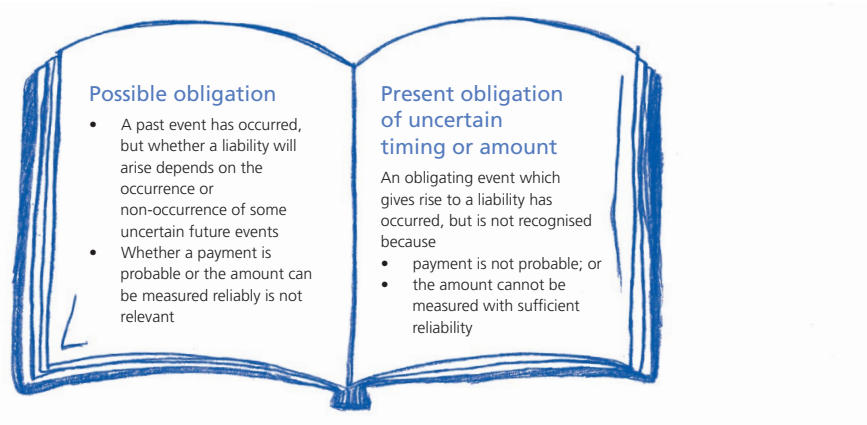 Possible obligation
• A past event has occurred,
but whether a liability will
arise depends on the
occurrence or
non-occurrence of some
uncertain future events
• Whether a payment is
probable or the amount can
be measured reliably is not
relevant
Present obligation
of uncertain
timing or amount
An obligating event which
gives rise to a liability has
occurred, but is not recognised
because
• payment is not probable; or
• the amount cannot be
measured with sufficient
reliability